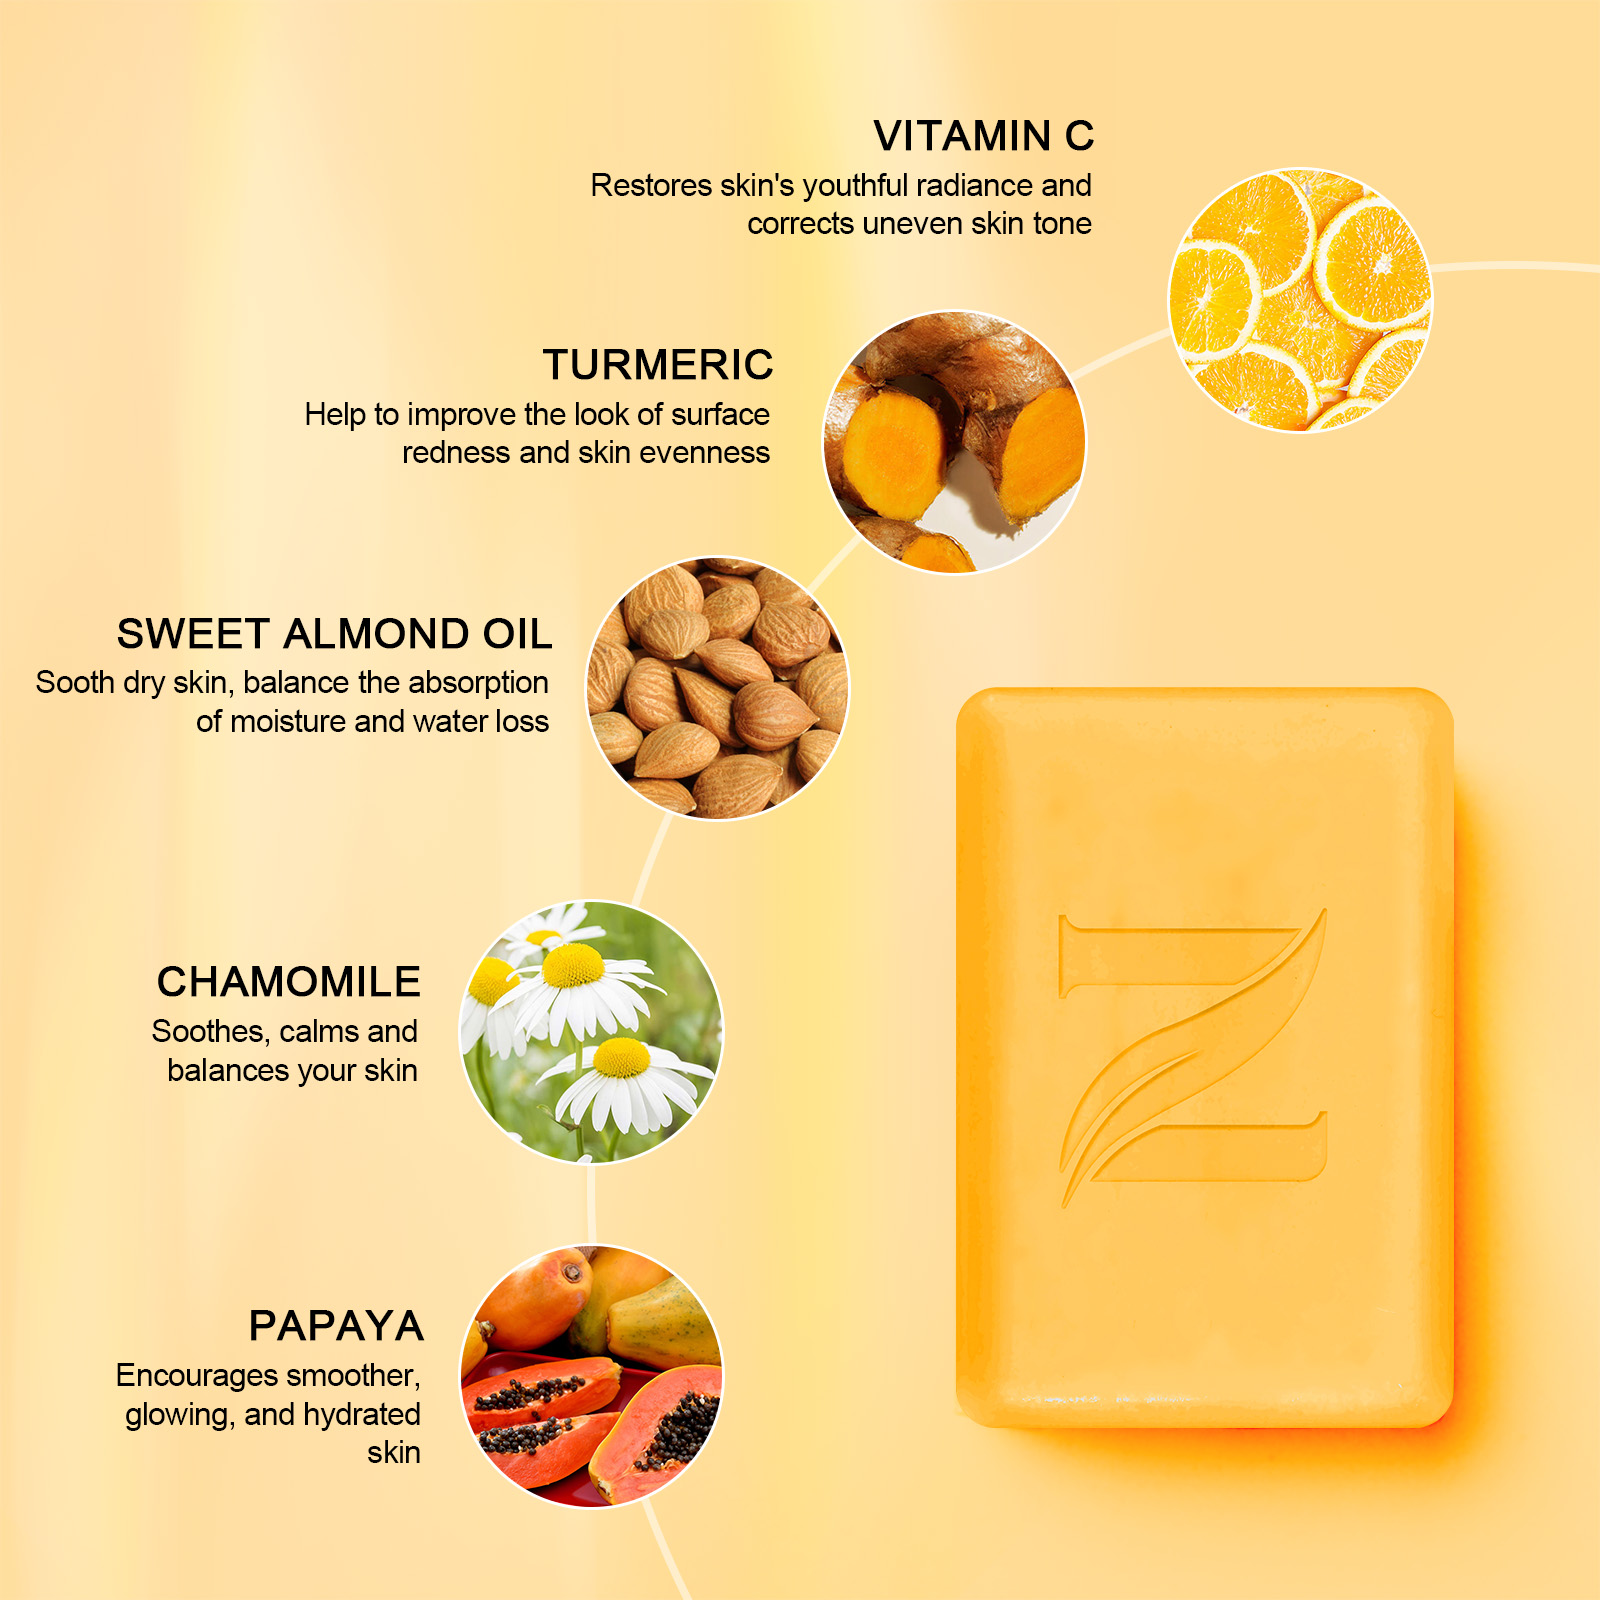 VITAMIN C
Restores skin's youthful radiance and
corrects uneven skin tone
TURMERIC
Help to improve the look of surface
redness and skin evenness
SWEET ALMOND OIL
Sooth dry skin, balance the absorption
of moisture and water loss
CHAMOMILE
Soothes, calms and
balances your skin
PAPAYA
Encourages smoother,
glowing, and hydrated
skin
Z